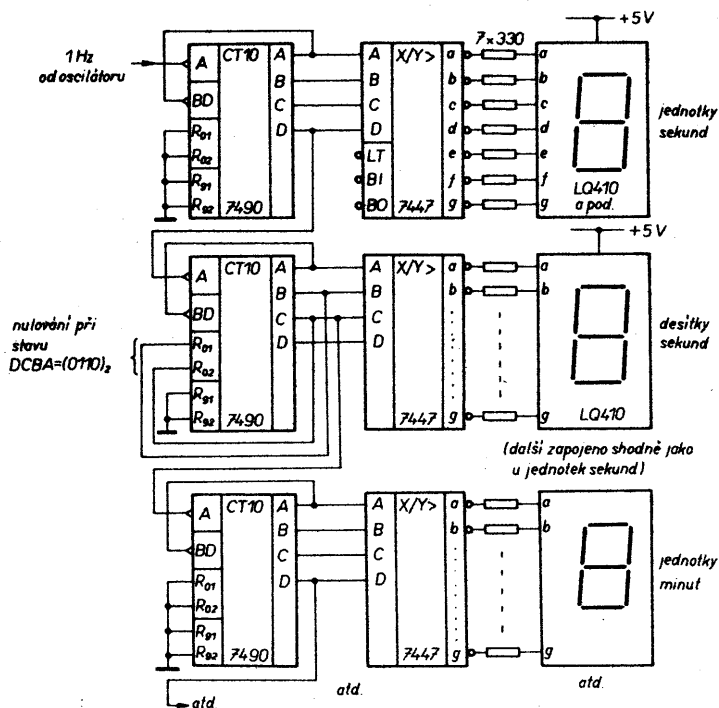 +5V
1Hz
od oscilátoru
A CT10 A
B
BD C
D
R01
R02
R91
R92 7490
A X/Y> a
B b
C c
D d
LT e
BI f
BO 7447 g
7×330
a
b
c
d
e
f
g
LQ410
a pod.
jednotky
sekund
+5V
nulování při
stavu
DCBA=(0110)₂
A CT10 A
B
BD C
D
R01
R02
R91
R92 7490
A X/Y> a
B b
C
D
7447 g
a
b
g LQ410
desítky
sekund
(další zapojeno shodně jako
u jednotek sekund)
A CT10 A
B
BD C
D
R01
R02
R91
R92 7490
A X/Y> a
B b
C
D
7447 g
a
b
g
jednotky
minut
atd.
atd.
atd.